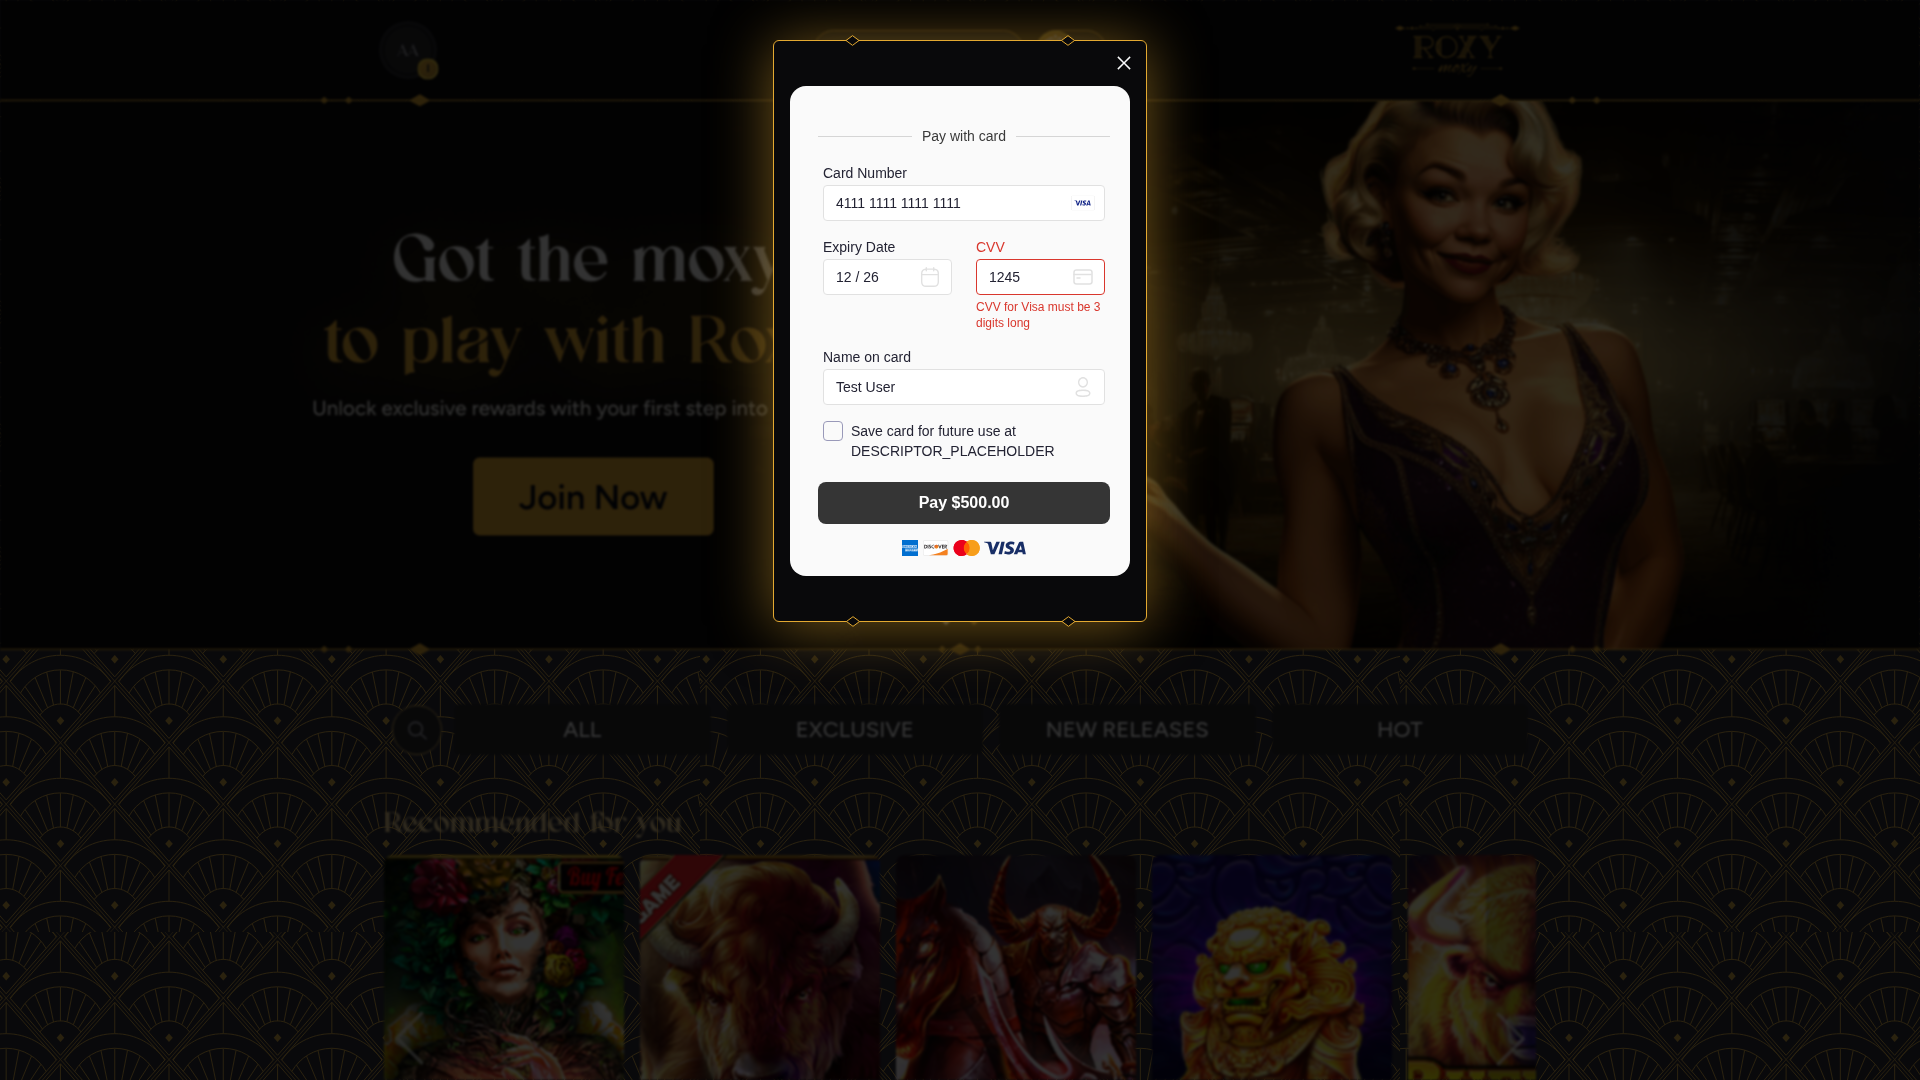 AA
ROXY
moxy
Got the moxy
to play with Rox
Unlock exclusive rewards with your first step into
Join Now
Pay with card
Card Number
4111 1111 1111 1111
VISA
Expiry Date
CVV
12 / 26
1245
CVV for Visa must be 3
digits long
Name on card
Test User
Save card for future use at
DESCRIPTOR_PLACEHOLDER
Pay $500.00
DISCOVER
VISA
ALL
EXCLUSIVE
NEW RELEASES
HOT
Recommended for you
Buy Fe
GAME